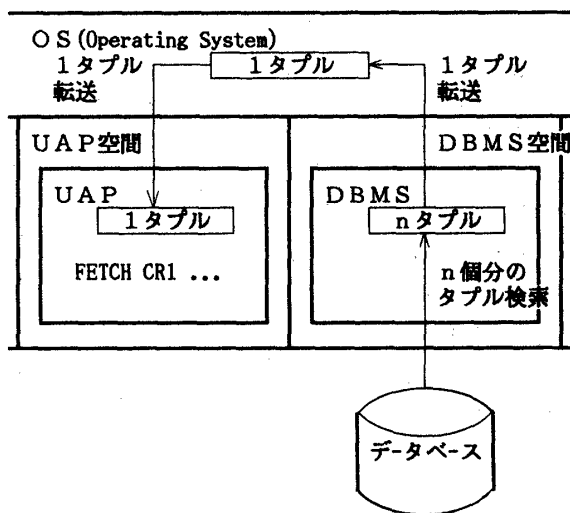 ＯＳ(Operating System)
１タプル
転送
１タプル
１タプル
転送
ＵＡＰ空間
ＵＡＰ
１タプル
FETCH CR1 ...
ＤＢＭＳ空間
ＤＢＭＳ
ｎタプル
ｎ個分の
タプル検索
データベース